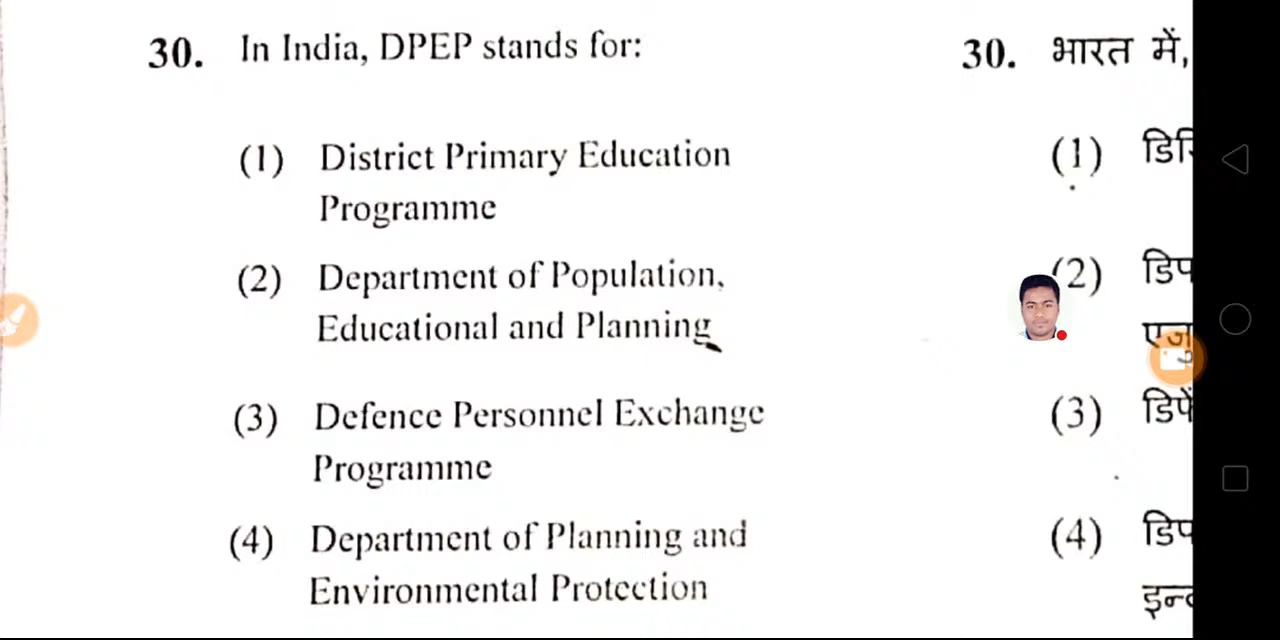 30. In India, DPEP stands for:
(1) District Primary Education
Programme
(2) Department of Population,
Educational and Planning
(3) Defence Personnel Exchange
Programme
(4) Department of Planning and
Environmental Protection
30. भारत में,
(1)
(2)
(3)
(4)